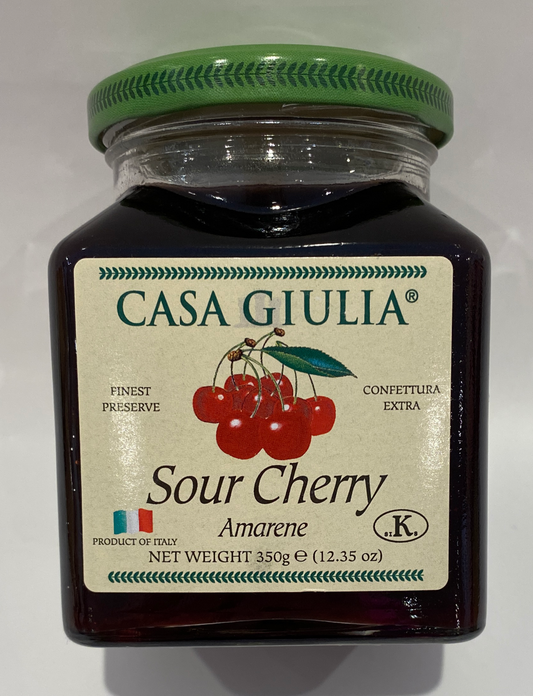 CASA GIULIA®
FINEST
PRESERVE
CONFETTURA
EXTRA
Sour Cherry
Amarene
PRODUCT OF ITALY
K
NET WEIGHT 350g ℮ (12.35 oz)